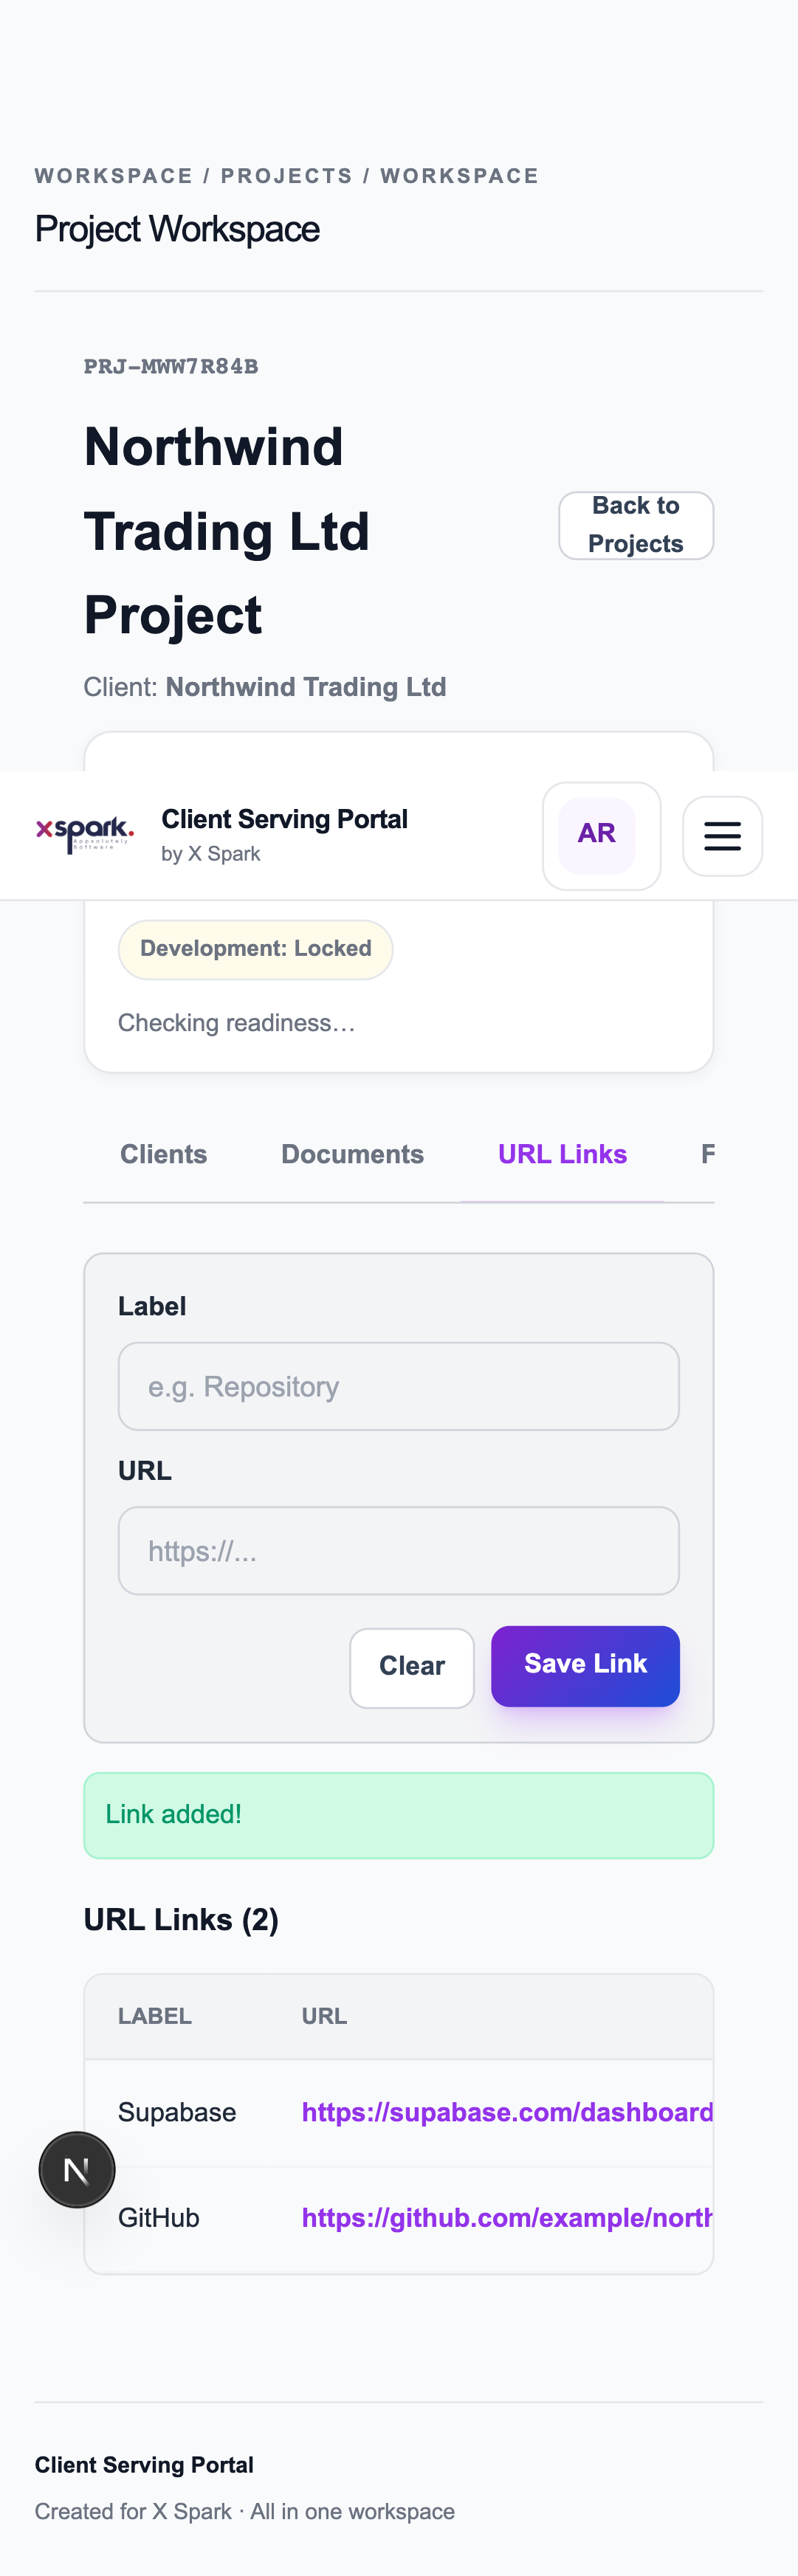 WORKSPACE / PROJECTS / WORKSPACE
Project Workspace
PRJ-MWW7R84B
Northwind
Trading Ltd
Project
Back to
Projects
Client: Northwind Trading Ltd
xspark.
Appsolutely
Software
Client Serving Portal
by X Spark
AR
Development: Locked
Checking readiness…
Clients
Documents
URL Links
F
Label
e.g. Repository
URL
https://...
Clear
Save Link
Link added!
URL Links (2)
LABEL URL
Supabase https://supabase.com/dashboard
N
GitHub https://github.com/example/north
Client Serving Portal
Created for X Spark · All in one workspace